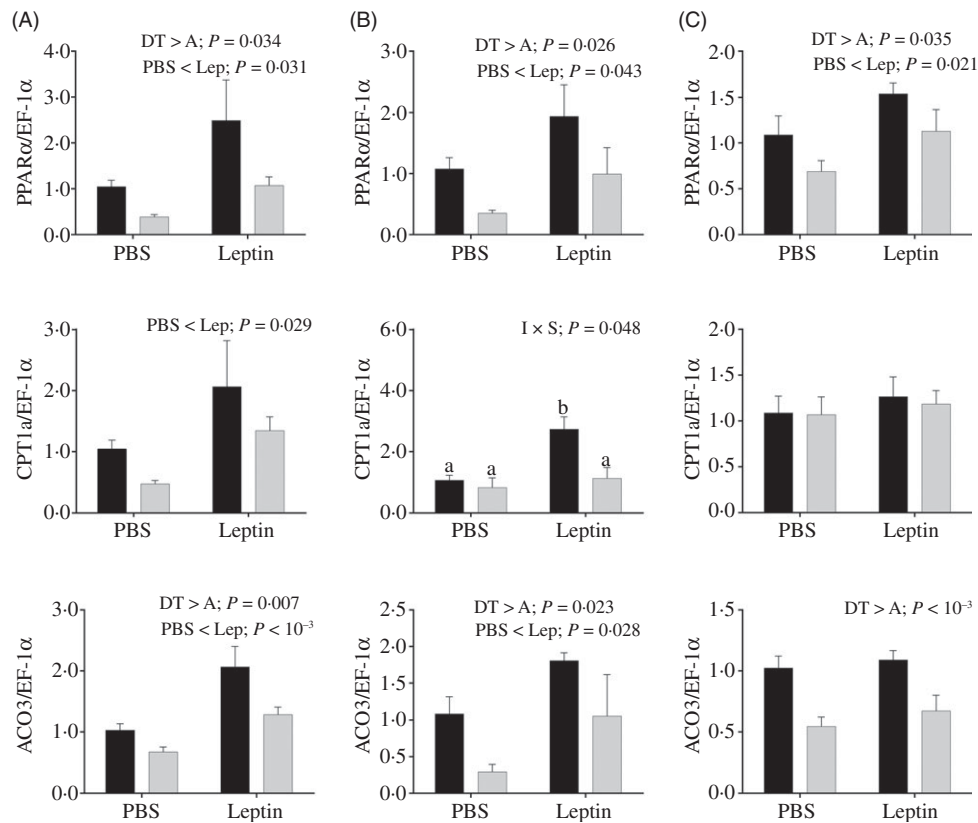 (A)
DT > A; P = 0·034
PBS < Lep; P = 0·031
PPARα/EF-1α
4·0
3·0
2·0
1·0
0·0
PBS Leptin
(B)
DT > A; P = 0·026
PBS < Lep; P = 0·043
PPARα/EF-1α
3·0
2·0
1·0
0·0
PBS Leptin
(C)
DT > A; P = 0·035
PBS < Lep; P = 0·021
PPARα/EF-1α
2·0
1·5
1·0
0·5
0·0
PBS Leptin
PBS < Lep; P = 0·029
CPT1a/EF-1α
3·0
2·0
1·0
0·0
PBS Leptin
I × S; P = 0·048
CPT1a/EF-1α
6·0
4·0
2·0
0·0
a a b a
PBS Leptin
CPT1a/EF-1α
2·0
1·5
1·0
0·5
0·0
PBS Leptin
DT > A; P = 0·007
PBS < Lep; P < 10⁻³
ACO3/EF-1α
3·0
2·0
1·0
0·0
PBS Leptin
DT > A; P = 0·023
PBS < Lep; P = 0·028
ACO3/EF-1α
2·5
2·0
1·5
1·0
0·5
0·0
PBS Leptin
DT > A; P < 10⁻³
ACO3/EF-1α
1·5
1·0
0·5
0·0
PBS Leptin